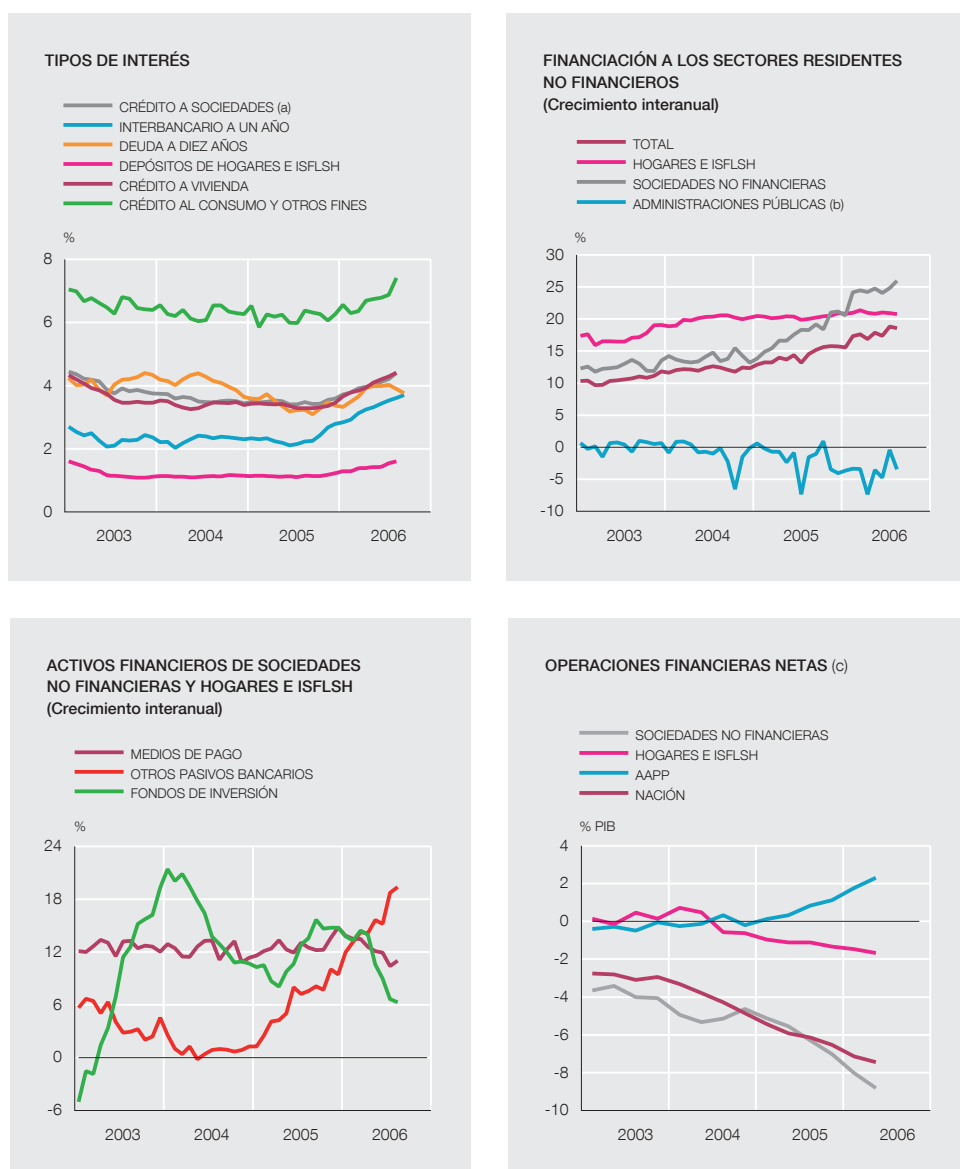 TIPOS DE INTERÉS
CRÉDITO A SOCIEDADES (a)
INTERBANCARIO A UN AÑO
DEUDA A DIEZ AÑOS
DEPÓSITOS DE HOGARES E ISFLSH
CRÉDITO A VIVIENDA
CRÉDITO AL CONSUMO Y OTROS FINES
%
8
6
4
2
0
2003 2004 2005 2006
FINANCIACIÓN A LOS SECTORES RESIDENTES
NO FINANCIEROS
(Crecimiento interanual)
TOTAL
HOGARES E ISFLSH
SOCIEDADES NO FINANCIERAS
ADMINISTRACIONES PÚBLICAS (b)
%
30
25
20
15
10
5
0
-5
-10
2003 2004 2005 2006
ACTIVOS FINANCIEROS DE SOCIEDADES
NO FINANCIERAS Y HOGARES E ISFLSH
(Crecimiento interanual)
MEDIOS DE PAGO
OTROS PASIVOS BANCARIOS
FONDOS DE INVERSIÓN
%
24
18
12
6
0
-6
2003 2004 2005 2006
OPERACIONES FINANCIERAS NETAS (c)
SOCIEDADES NO FINANCIERAS
HOGARES E ISFLSH
AAPP
NACIÓN
% PIB
4
2
0
-2
-4
-6
-8
-10
2003 2004 2005 2006